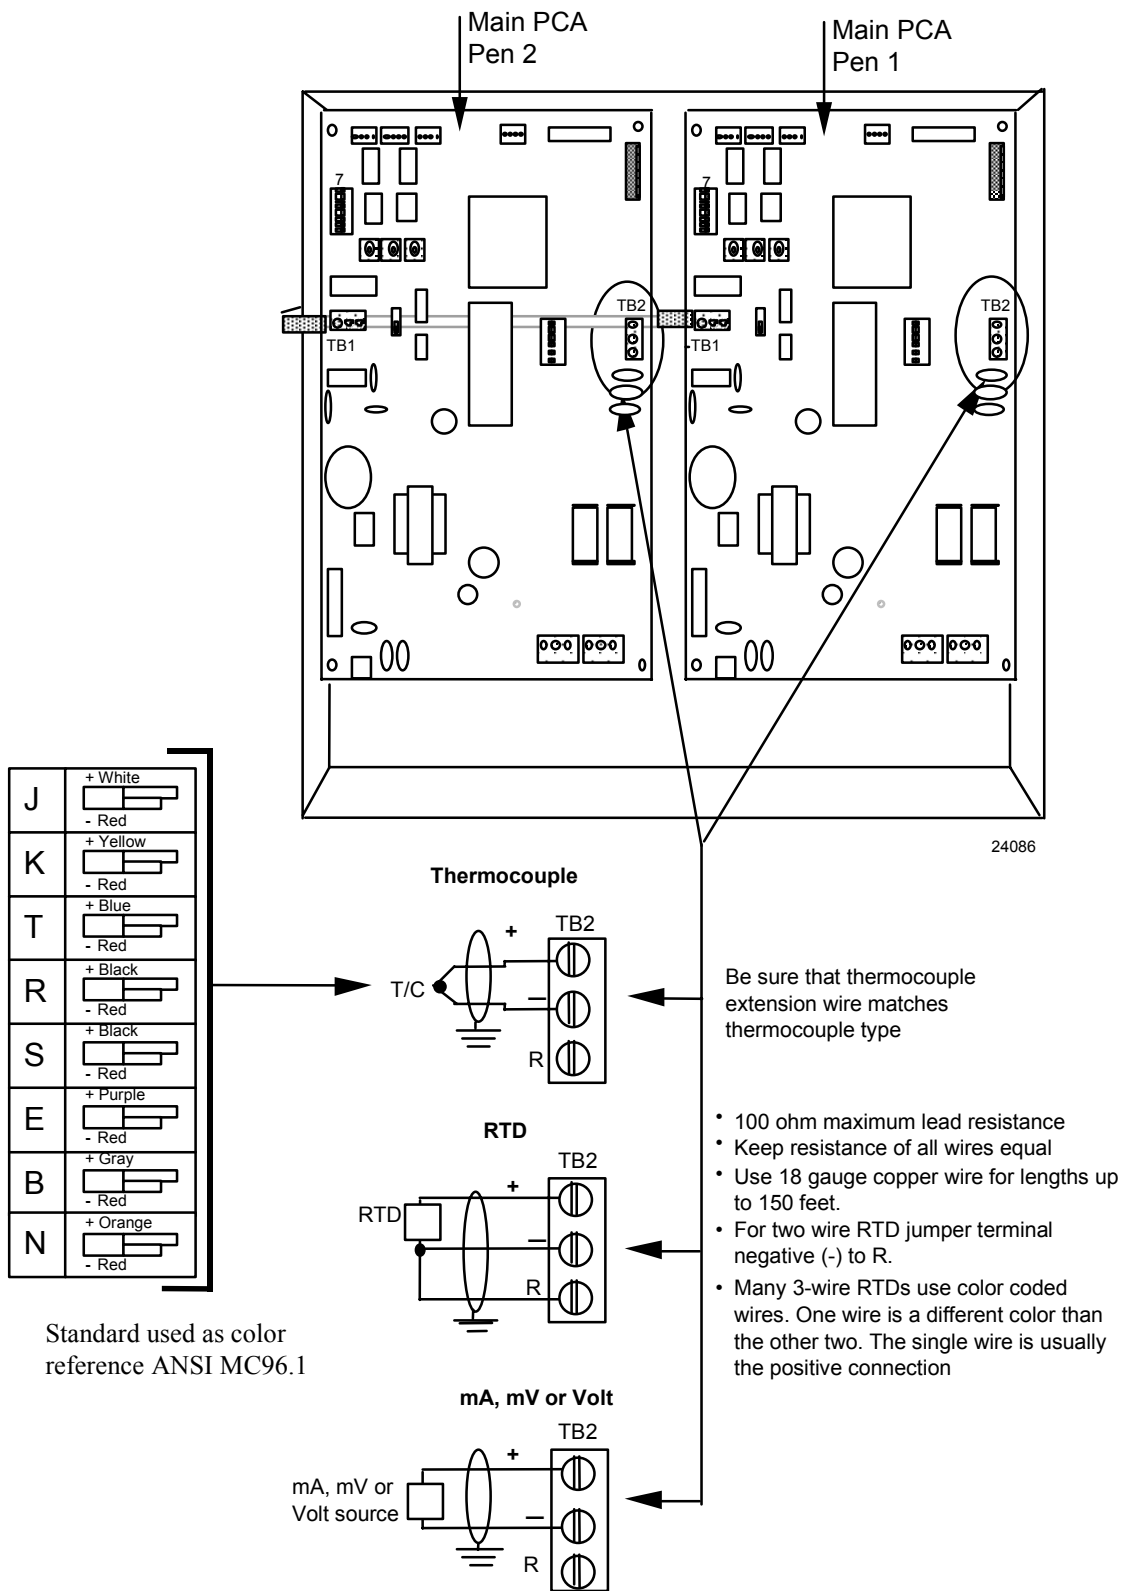 Main PCA
Pen 2
Main PCA
Pen 1
7
7
TB2
TB2
TB1
-TB1
24086
J
+ White
- Red
K
+ Yellow
- Red
T
+ Blue
- Red
R
+ Black
- Red
S
+ Black
- Red
E
+ Purple
- Red
B
+ Gray
- Red
N
+ Orange
- Red
Standard used as color
reference ANSI MC96.1
Thermocouple
+
TB2
T/C
–
R
Be sure that thermocouple
extension wire matches
thermocouple type
RTD
TB2
+
RTD
–
R
• 100 ohm maximum lead resistance
• Keep resistance of all wires equal
• Use 18 gauge copper wire for lengths up
to 150 feet.
• For two wire RTD jumper terminal
negative (-) to R.
• Many 3-wire RTDs use color coded
wires. One wire is a different color than
the other two. The single wire is usually
the positive connection
mA, mV or Volt
TB2
+
mA, mV or
Volt source
–
R